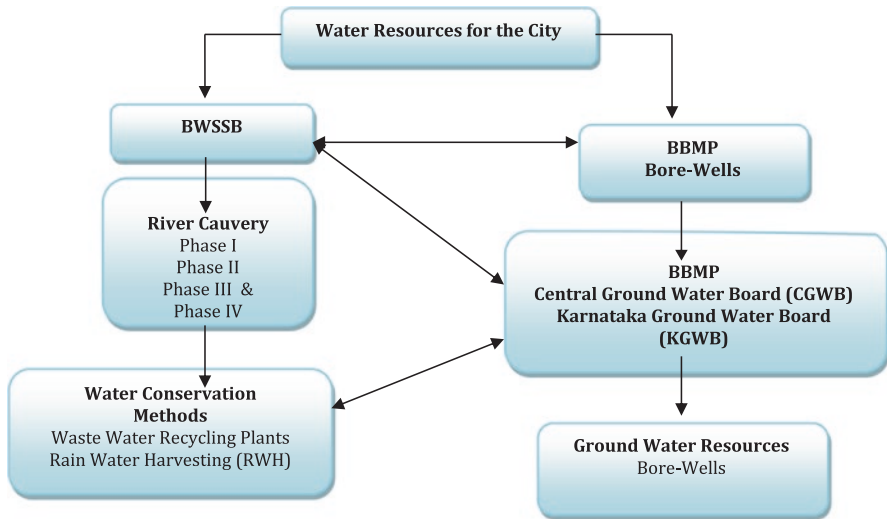 Water Resources for the City
BWSSB
BBMP
Bore-Wells
River Cauvery
Phase I
Phase II
Phase III &
Phase IV
BBMP
Central Ground Water Board (CGWB)
Karnataka Ground Water Board
(KGWB)
Water Conservation
Methods
Waste Water Recycling Plants
Rain Water Harvesting (RWH)
Ground Water Resources
Bore-Wells